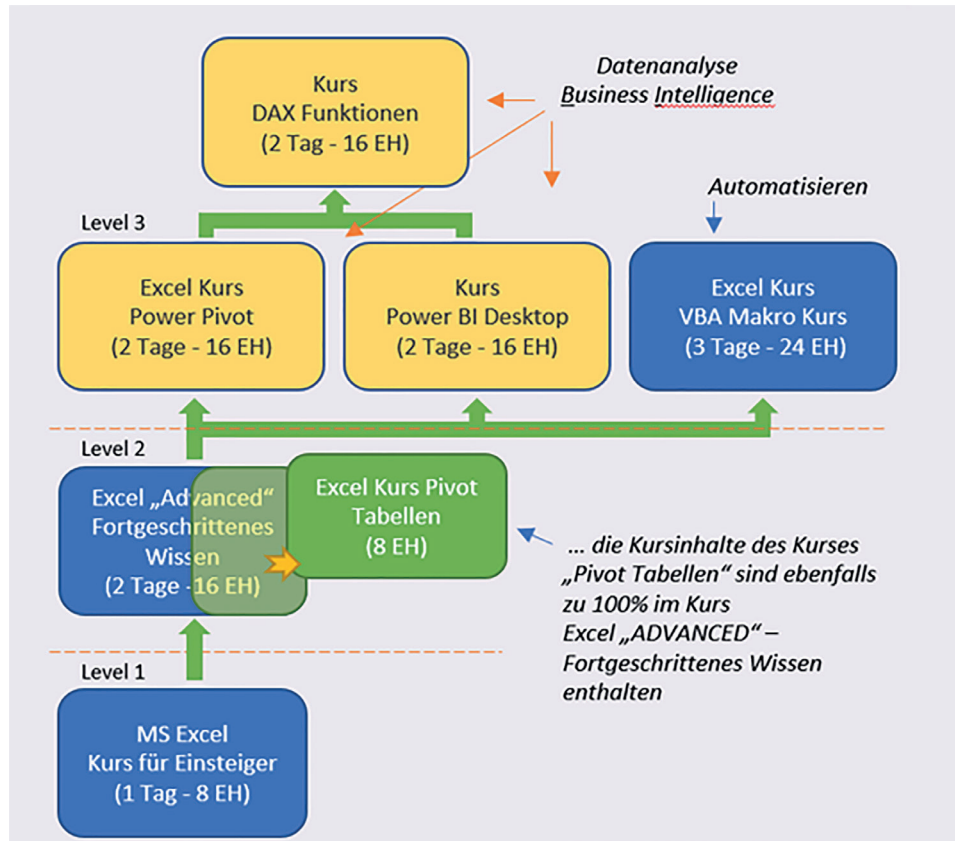 Kurs
DAX Funktionen
(2 Tag - 16 EH)
Datenanalyse
Business Intelligence
Automatisieren
Level 3
Excel Kurs
Power Pivot
(2 Tage - 16 EH)
Kurs
Power BI Desktop
(2 Tage - 16 EH)
Excel Kurs
VBA Makro Kurs
(3 Tage - 24 EH)
Level 2
Excel „Advanced“
Fortgeschrittenes
Wissen
(2 Tage -16 EH)
Excel Kurs Pivot
Tabellen
(8 EH)
... die Kursinhalte des Kurses
„Pivot Tabellen“ sind ebenfalls
zu 100% im Kurs
Excel „ADVANCED“ –
Fortgeschrittenes Wissen
enthalten
Level 1
MS Excel
Kurs für Einsteiger
(1 Tag - 8 EH)